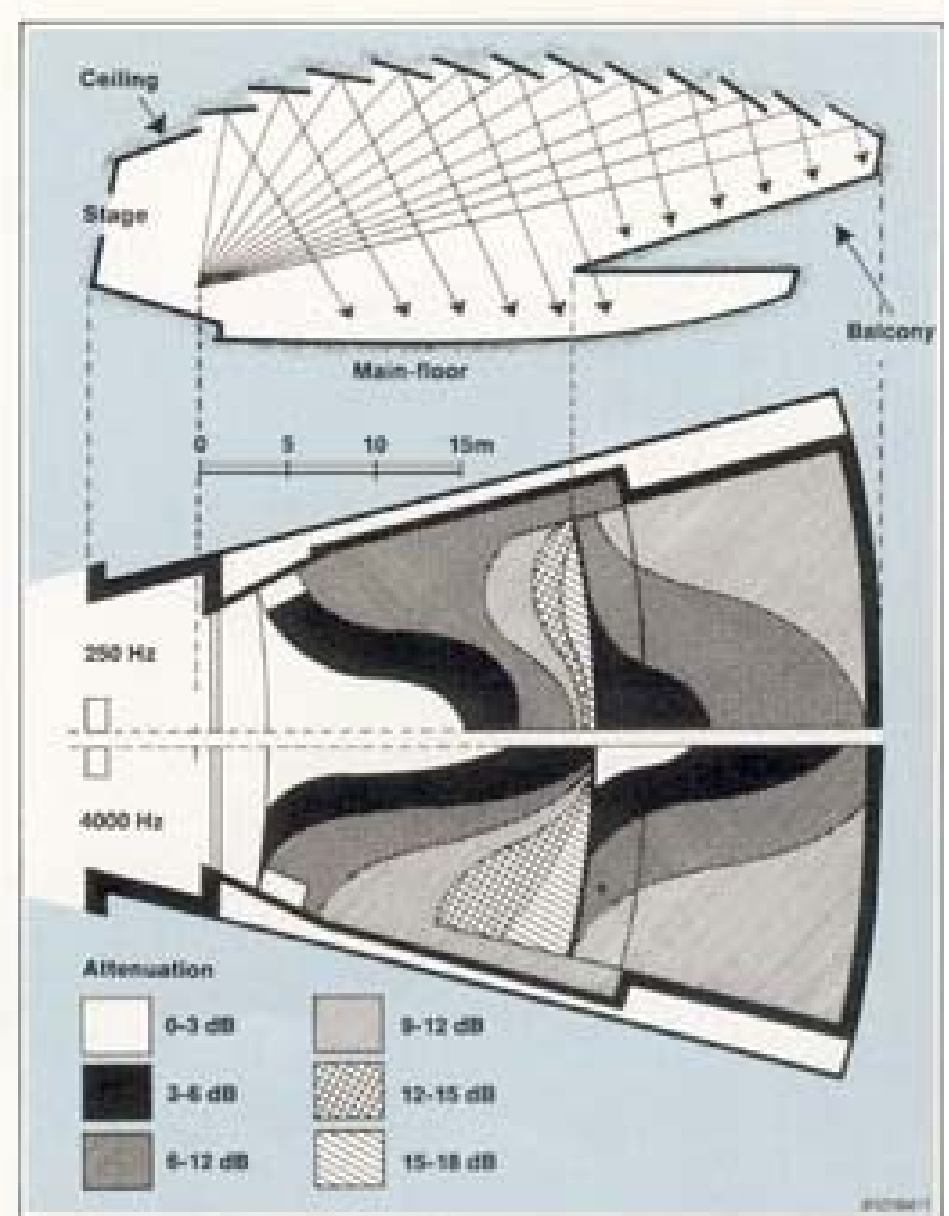 Ceiling
Stage
Balcony
Main-floor
0 5 10 15m
250 Hz
4000 Hz
Attenuation
0-3 dB
9-12 dB
3-6 dB
12-15 dB
6-12 dB
15-18 dB